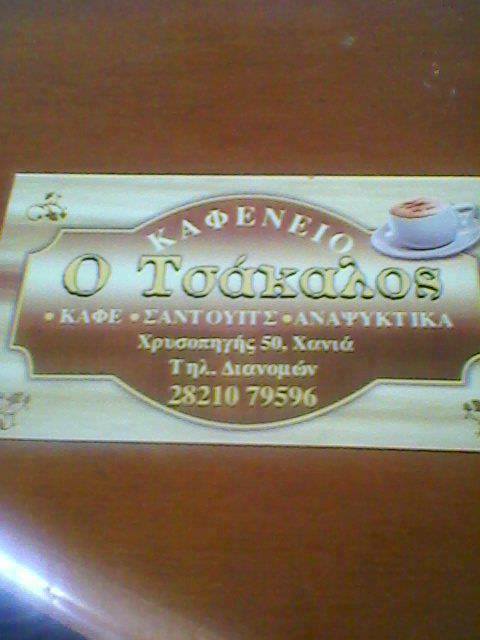 ΚΑΦΕΝΕΙΟ
Ο Τσάκαλος
• ΚΑΦΕ • ΣΑΝΤΟΥΙΤΣ • ΑΝΑΨΥΚΤΙΚΑ
Χρυσοπηγής 50, Χανιά
Τηλ. Διανομών
28210 79596